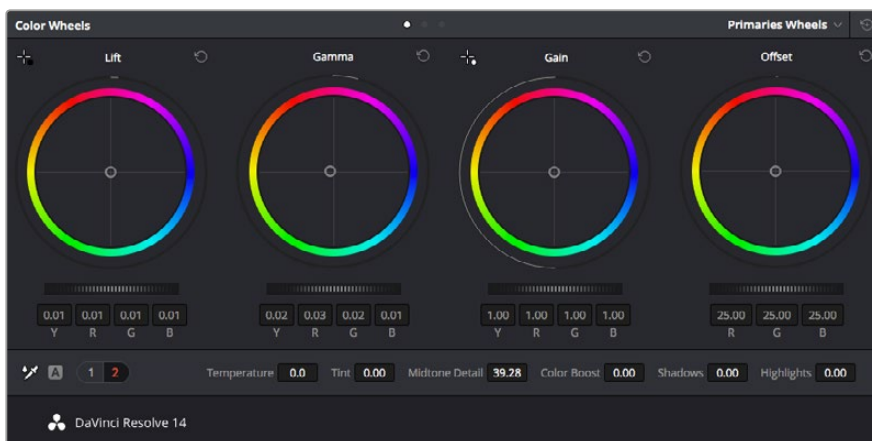 Color Wheels Primaries Wheels
Lift Gamma Gain Offset
0.01 0.01 0.01 0.01 0.02 0.03 0.02 0.01 1.00 1.00 1.00 1.00 25.00 25.00 25.00
Y R G B Y R G B Y R G B R G B
A 1 2 Temperature 0.0 Tint 0.00 Midtone Detail 39.28 Color Boost 0.00 Shadows 0.00 Highlights 0.00
DaVinci Resolve 14